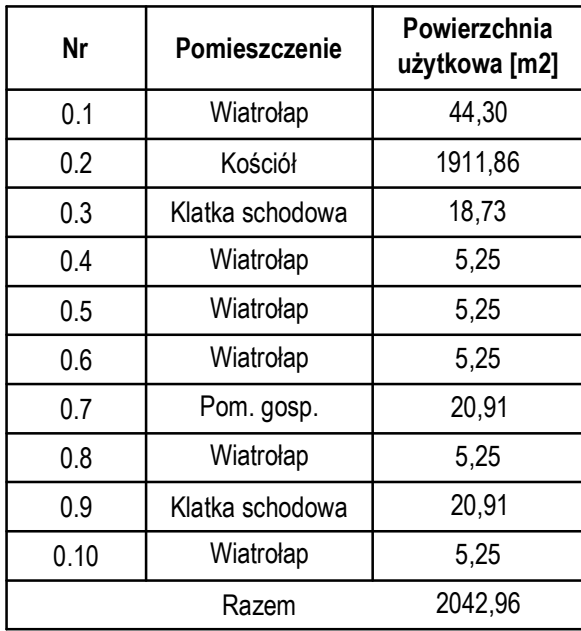 Nr Pomieszczenie Powierzchnia
użytkowa [m2]
0.1 Wiatrołap 44,30
0.2 Kościół 1911,86
0.3 Klatka schodowa 18,73
0.4 Wiatrołap 5,25
0.5 Wiatrołap 5,25
0.6 Wiatrołap 5,25
0.7 Pom. gosp. 20,91
0.8 Wiatrołap 5,25
0.9 Klatka schodowa 20,91
0.10 Wiatrołap 5,25
Razem 2042,96